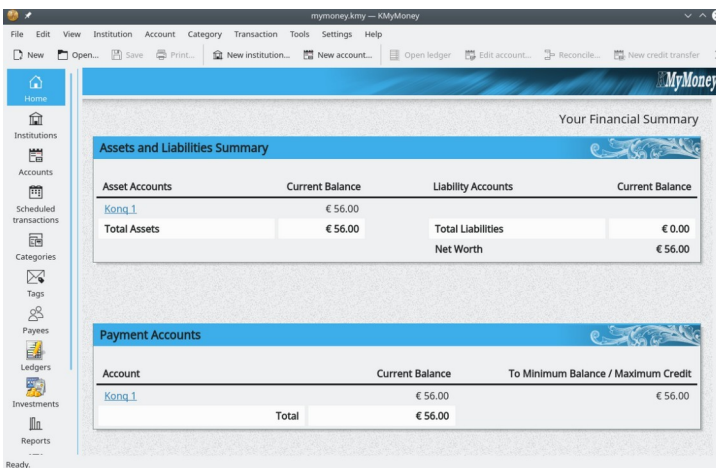 mymoney.kmy — KMyMoney
File Edit View Institution Account Category Transaction Tools Settings Help
New Open... Save Print... New institution... New account... Open ledger Edit account... Reconcile... New credit transfer
Home
Institutions
Accounts
Scheduled
transactions
Categories
Tags
Payees
Ledgers
Investments
Reports
KMyMoney
Your Financial Summary
Assets and Liabilities Summary
Asset Accounts Current Balance Liability Accounts Current Balance
Konq 1 € 56.00
Total Assets € 56.00 Total Liabilities € 0.00
Net Worth € 56.00
Payment Accounts
Account Current Balance To Minimum Balance / Maximum Credit
Konq 1 € 56.00 € 56.00
Total € 56.00
Ready.